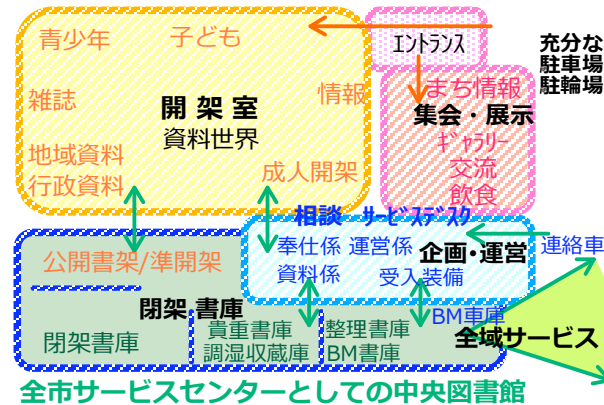 青少年
子ども
エントランス
充分な
駐車場
駐輪場
雑誌
開架室
情報
資料世界
まち情報
集会・展示
ギャラリー
交流
飲食
地域資料
行政資料
成人開架
相談 サービスデスク
奉仕係 運営係
資料係
企画・運営
受入装備
連絡車
公開書架/準開架
閉架 書庫
閉架書庫
貴重書庫
調湿収蔵庫
整理書庫
BM書庫
BM車庫
全域サービス
全市サービスセンターとしての中央図書館